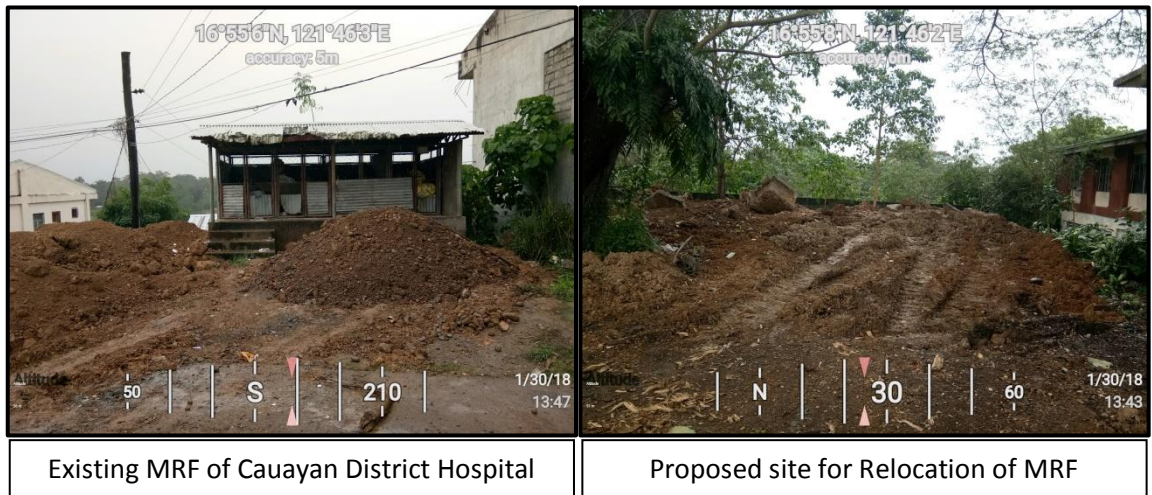 16°55'6"N, 121°46'3"E
accuracy: 5m
Altitude
50 S 210
1/30/18
13:47
16°55'8"N, 121°46'2"E
accuracy: 6m
Altitude
N 30 60
1/30/18
13:43
Existing MRF of Cauayan District Hospital
Proposed site for Relocation of MRF